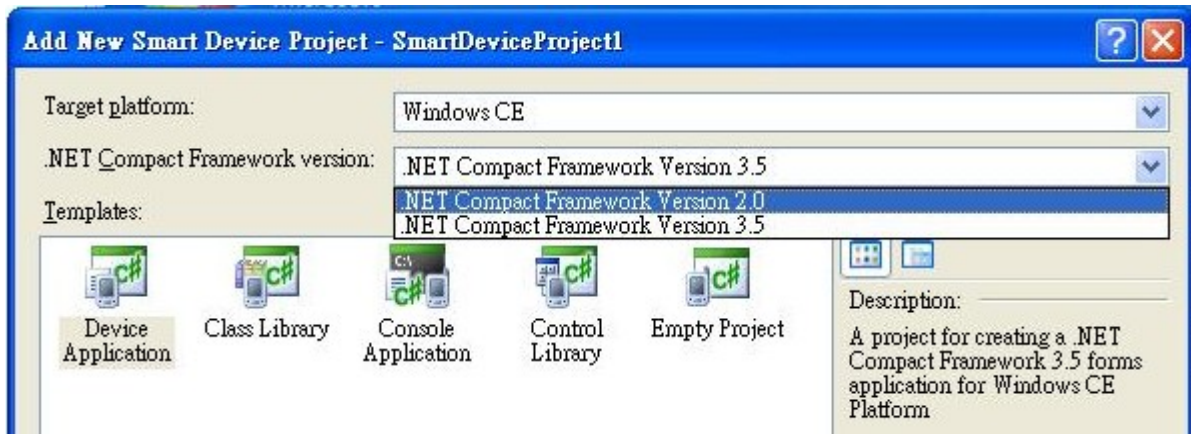 Add New Smart Device Project - SmartDeviceProject1
Target platform:
Windows CE
.NET Compact Framework version:
.NET Compact Framework Version 3.5
.NET Compact Framework Version 2.0
.NET Compact Framework Version 3.5
Templates:
Device
Application
Class Library
Console
Application
Control
Library
Empty Project
Description:
A project for creating a .NET
Compact Framework 3.5 forms
application for Windows CE
Platform